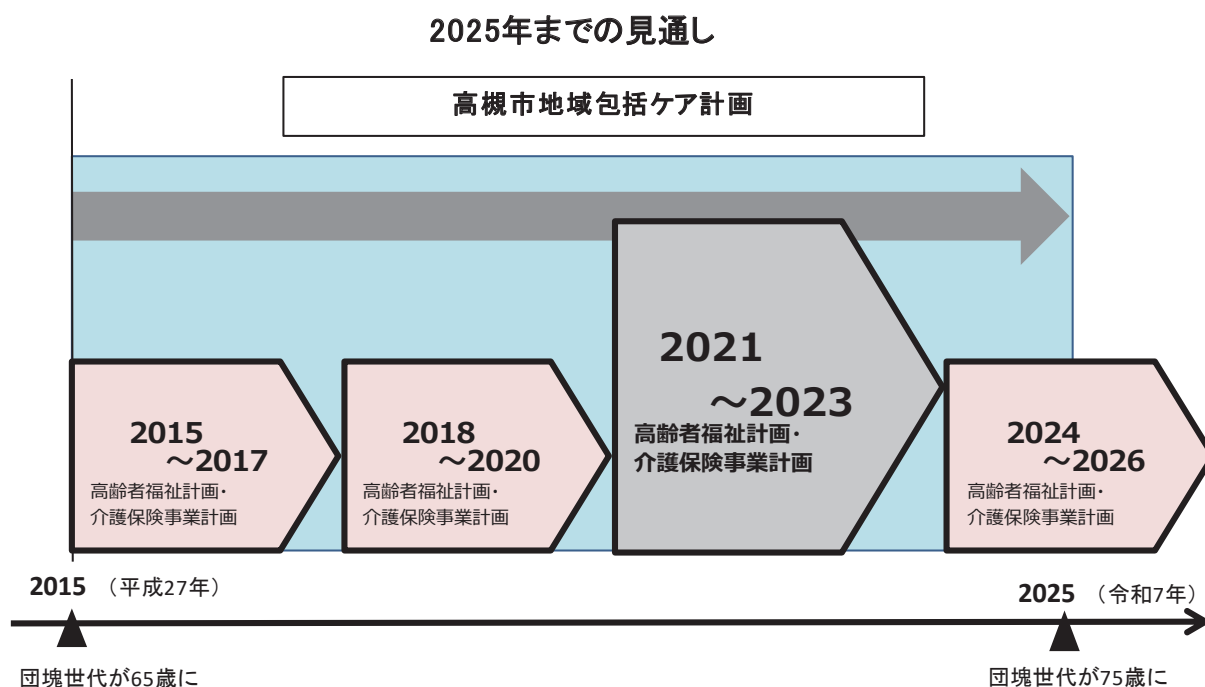 2025年までの見通し
高槻市地域包括ケア計画
2015
～2017
高齢者福祉計画・
介護保険事業計画
2018
～2020
高齢者福祉計画・
介護保険事業計画
2021
～2023
高齢者福祉計画・
介護保険事業計画
2024
～2026
高齢者福祉計画・
介護保険事業計画
2015 （平成27年）
2025 （令和7年）
団塊世代が65歳に
団塊世代が75歳に